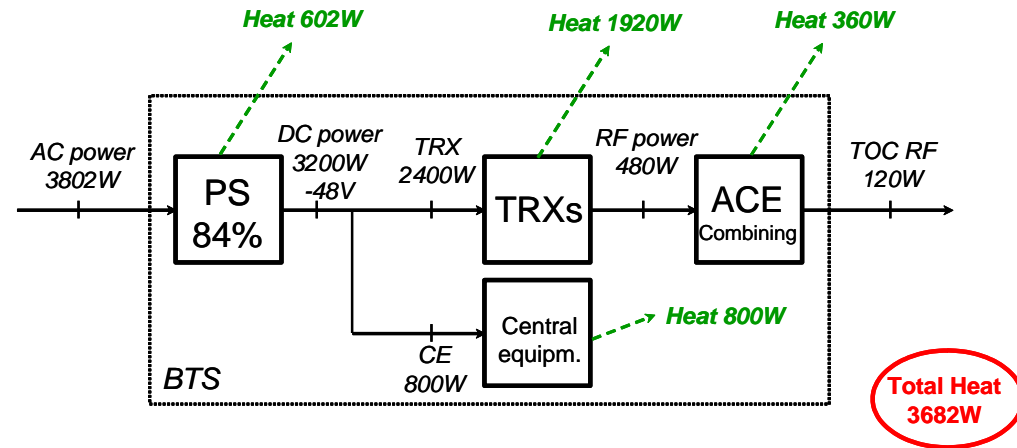 Heat 602W
Heat 1920W
Heat 360W
AC power
3802W
DC power
3200W
-48V
TRX
2400W
RF power
480W
TOC RF
120W
PS
84%
TRXs
ACE
Combining
Central
equipm.
Heat 800W
CE
800W
BTS
Total Heat
3682W